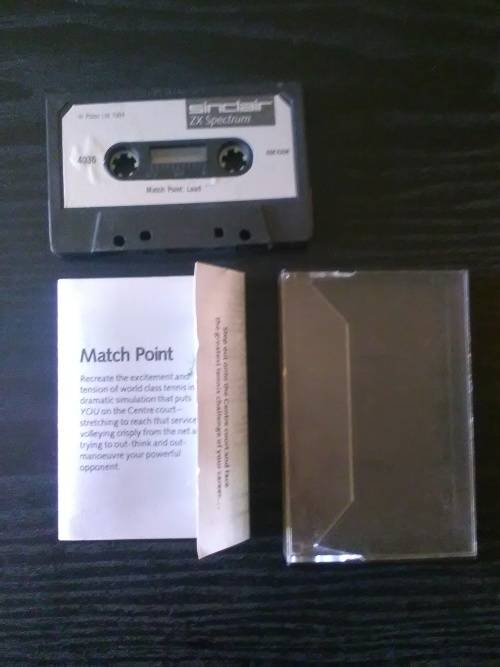 © Psion Ltd 1984
sinclair
ZX Spectrum
4036
Match Point: Load
Match Point
Recreate the excitement and
tension of world class tennis in
dramatic simulation that puts
YOU on the Centre court –
stretching to reach that service
volleying crisply from the net a
trying to out-think and out-
manoeuvre your powerful
opponent.
Step out onto the Centre court and face
the greatest tennis challenge of your career...